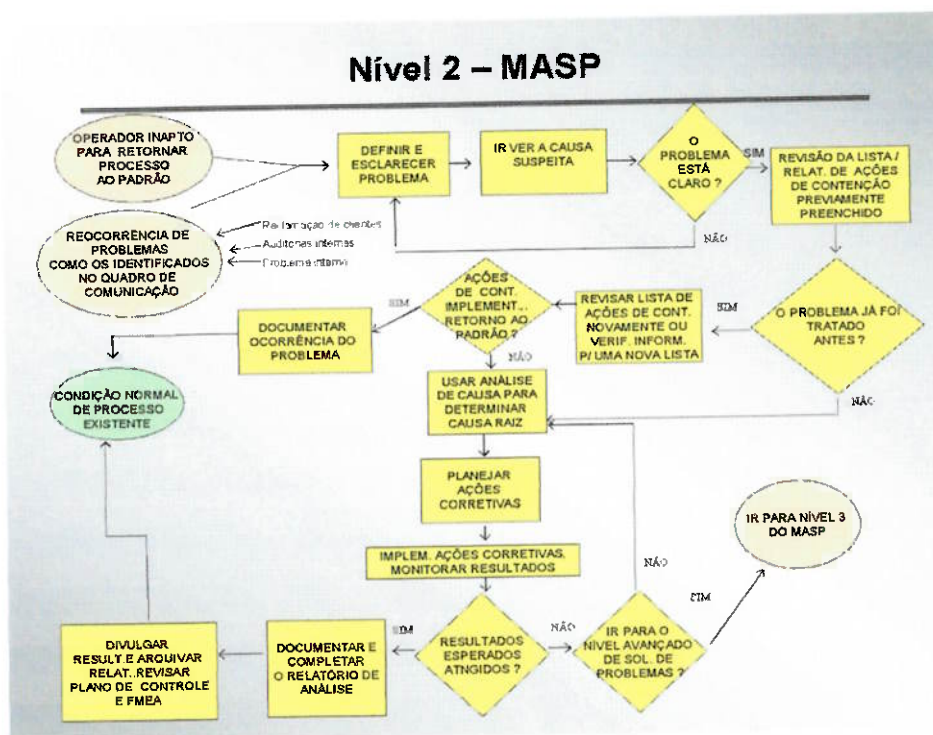 Nível 2 – MASP
OPERADOR INAPTO
PARA RETORNAR
PROCESSO
AO PADRÃO
DEFINIR E
ESCLARECER
PROBLEMA
IR VER A CAUSA
SUSPEITA
O
PROBLEMA
ESTÁ
CLARO ?
SIM
REVISÃO DA LISTA /
RELAT. DE AÇÕES
DE CONTENÇÃO
PREVIAMENTE
PREENCHIDO
NÃO
REOCORRÊNCIA DE
PROBLEMAS
COMO OS IDENTIFICADOS
NO QUADRO DE
COMUNICAÇÃO
Reclamação de clientes
Auditorias internas
Problema interno
O PROBLEMA JÁ FOI
TRATADO
ANTES ?
SIM
REVISAR LISTA DE
AÇÕES DE CONT.
NOVAMENTE OU
VERIF. INFORM.
P/ UMA NOVA LISTA
AÇÕES
DE CONT.
IMPLEMENT...
RETORNO AO
PADRÃO ?
SIM
DOCUMENTAR
OCORRÊNCIA DO
PROBLEMA
CONDIÇÃO NORMAL
DE PROCESSO
EXISTENTE
NÃO
NÃO
USAR ANÁLISE
DE CAUSA PARA
DETERMINAR
CAUSA RAIZ
PLANEJAR
AÇÕES
CORRETIVAS
IMPLEM. AÇÕES CORRETIVAS.
MONITORAR RESULTADOS
RESULTADOS
ESPERADOS
ATNGIDOS ?
SIM
DOCUMENTAR E
COMPLETAR
O RELATÓRIO DE
ANÁLISE
DIVULGAR
RESULT.E ARQUIVAR
RELAT..REVISAR
PLANO DE CONTROLE
E FMEA
NÃO
IR PARA O
NÍVEL AVANÇADO
DE SOL. DE
PROBLEMAS ?
NÃO
SIM
IR PARA NÍVEL 3
DO MASP